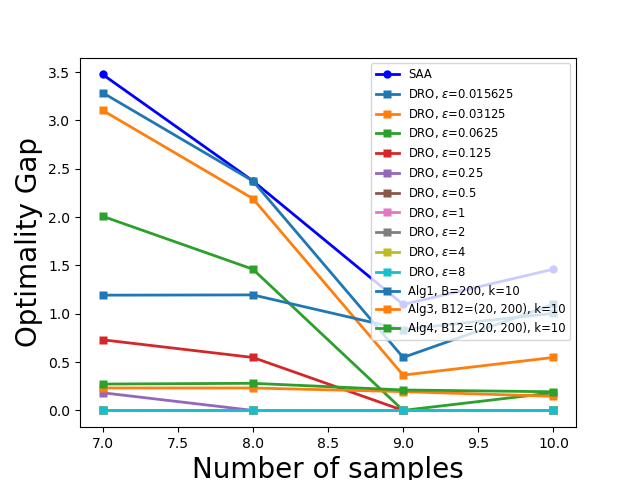 Optimality Gap
3.5
3.0
2.5
2.0
1.5
1.0
0.5
0.0
SAA
DRO, ε=0.015625
DRO, ε=0.03125
DRO, ε=0.0625
DRO, ε=0.125
DRO, ε=0.25
DRO, ε=0.5
DRO, ε=1
DRO, ε=2
DRO, ε=4
DRO, ε=8
Alg1, B=200, k=10
Alg3, B12=(20, 200), k=10
Alg4, B12=(20, 200), k=10
7.0 7.5 8.0 8.5 9.0 9.5 10.0
Number of samples